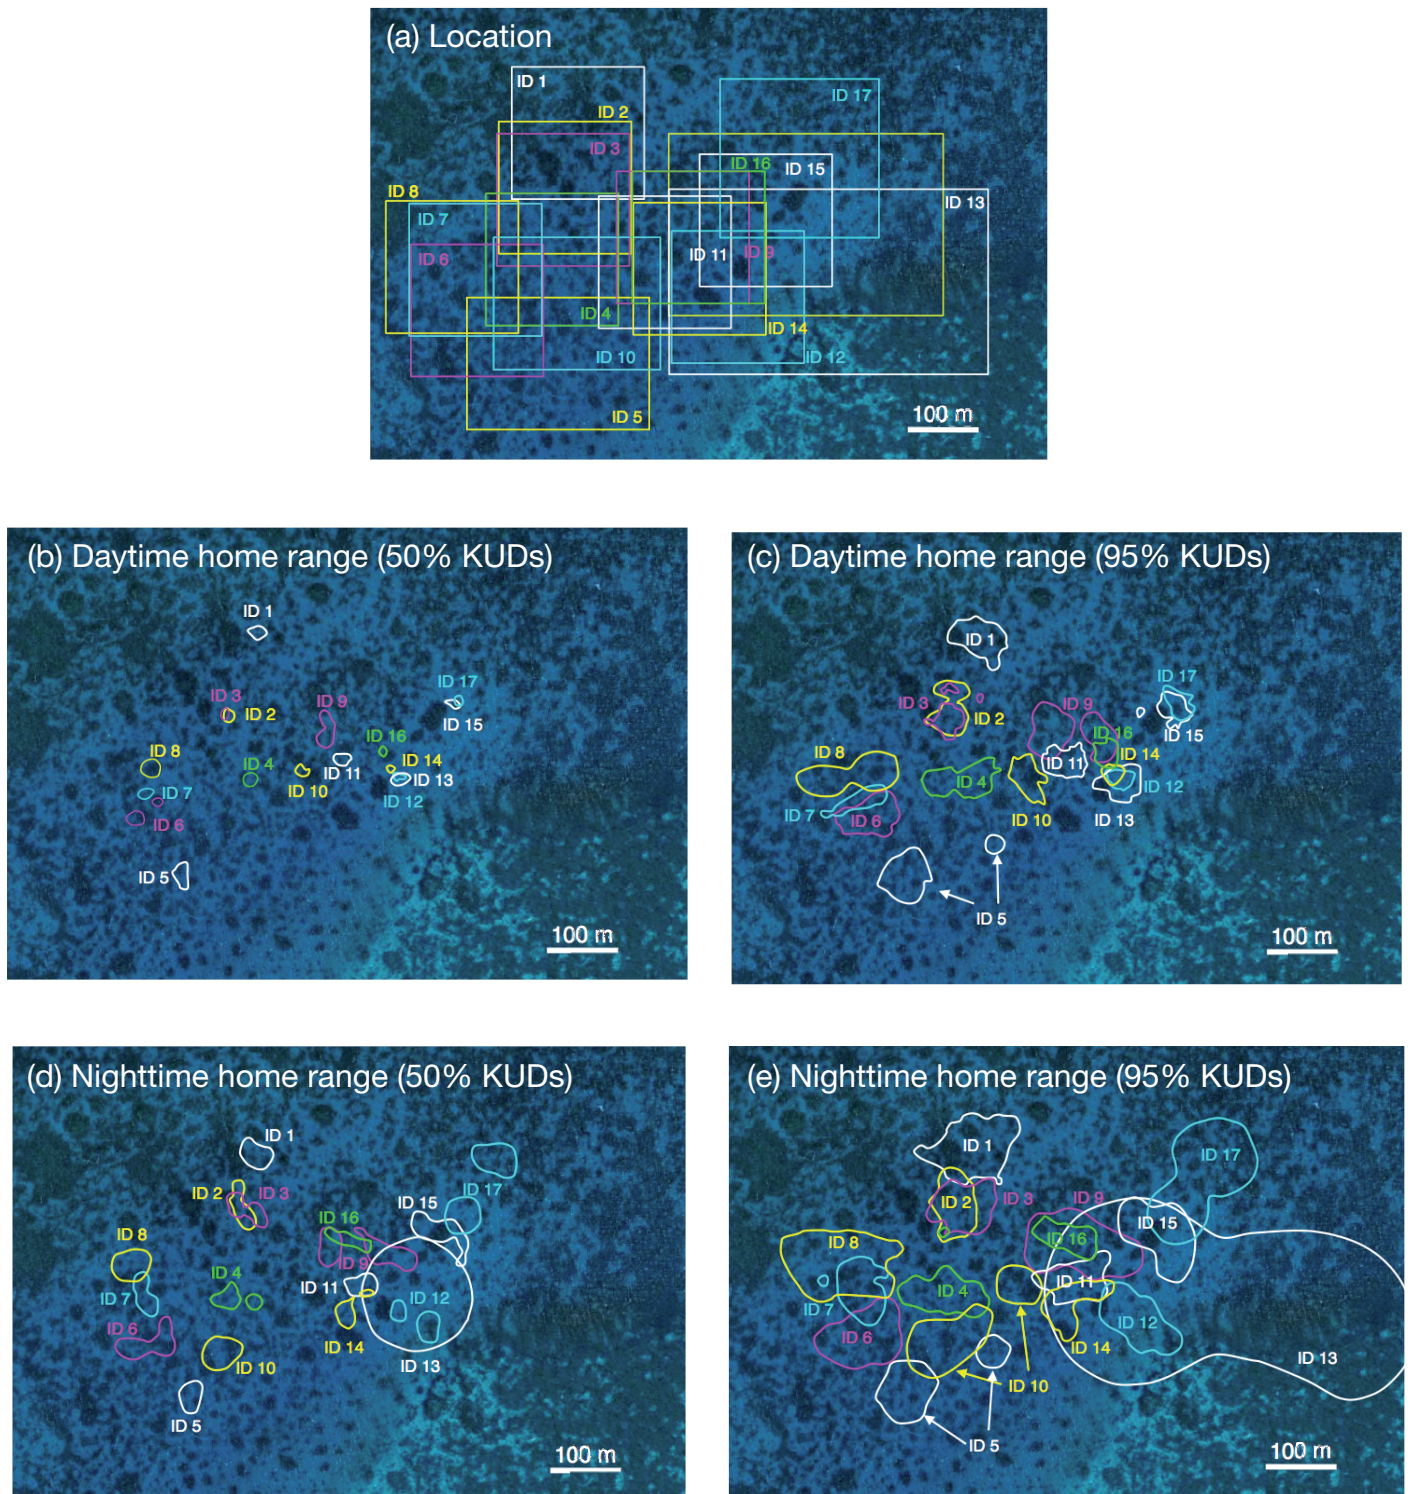 (a) Location
ID 1
ID 17
ID 2
ID 3
ID 16
ID 15
ID 8
ID 13
ID 7
ID 11
ID 9
ID 6
ID 4
ID 14
ID 10
ID 12
ID 5
100 m
(b) Daytime home range (50% KUDs)
ID 1
ID 17
ID 3
ID 9
ID 2
ID 15
ID 16
ID 8
ID 4
ID 14
ID 11
ID 13
ID 10
ID 7
ID 12
ID 6
ID 5
100 m
(c) Daytime home range (95% KUDs)
ID 1
ID 17
ID 3
ID 9
ID 2
ID 16
ID 15
ID 8
ID 14
ID 11
ID 4
ID 12
ID 7
ID 6
ID 10
ID 13
ID 5
100 m
(d) Nighttime home range (50% KUDs)
ID 1
ID 2
ID 3
ID 17
ID 15
ID 16
ID 8
ID 9
ID 4
ID 11
ID 7
ID 12
ID 6
ID 14
ID 10
ID 13
ID 5
100 m
(e) Nighttime home range (95% KUDs)
ID 1
ID 17
ID 2
ID 3
ID 9
ID 15
ID 8
ID 16
ID 11
ID 4
ID 7
ID 12
ID 6
ID 14
ID 13
ID 10
ID 5
100 m